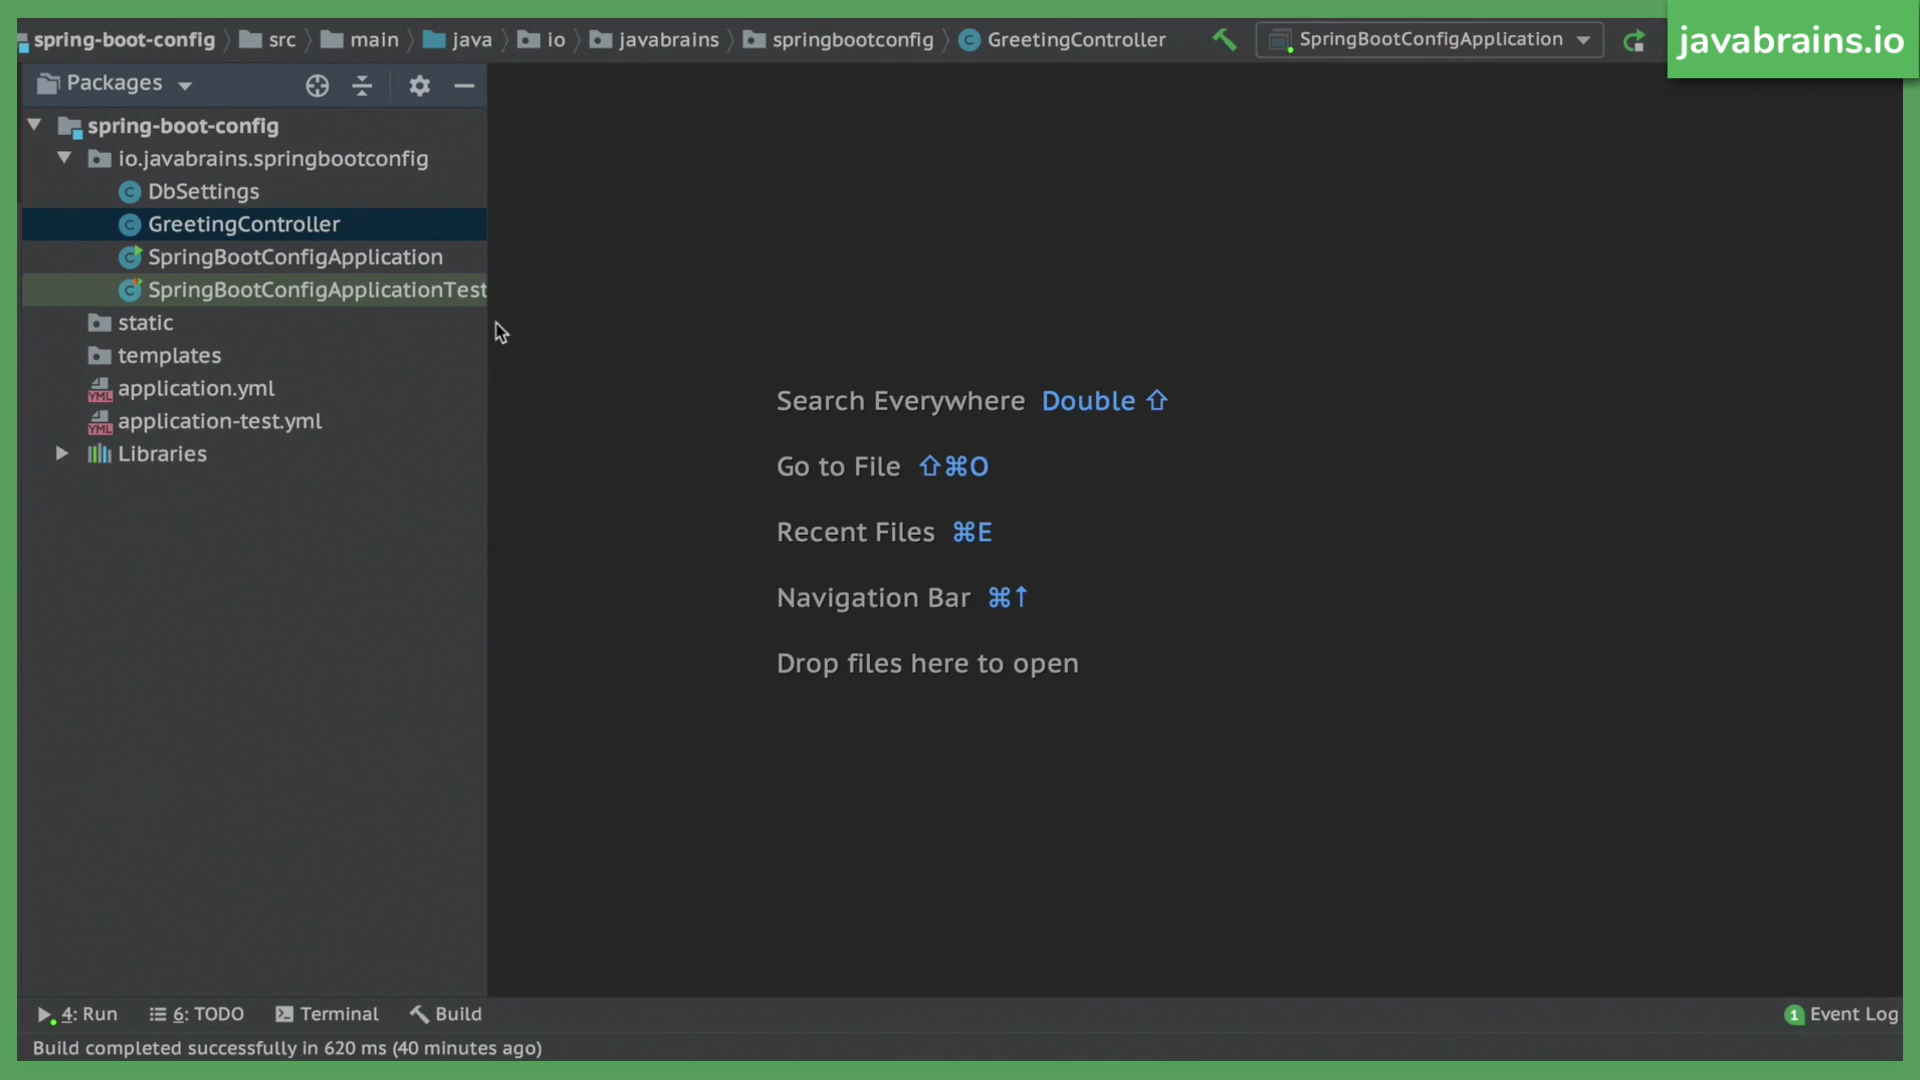 spring-boot-config src main java io javabrains springbootconfig GreetingController SpringBootConfigApplication
javabrains.io
Packages
spring-boot-config
io.javabrains.springbootconfig
DbSettings
GreetingController
SpringBootConfigApplication
SpringBootConfigApplicationTest
static
templates
YML application.yml
YML application-test.yml
Libraries
Search Everywhere Double ⇧
Go to File ⇧⌘O
Recent Files ⌘E
Navigation Bar ⌘↑
Drop files here to open
4: Run 6: TODO Terminal Build 1 Event Log
Build completed successfully in 620 ms (40 minutes ago)